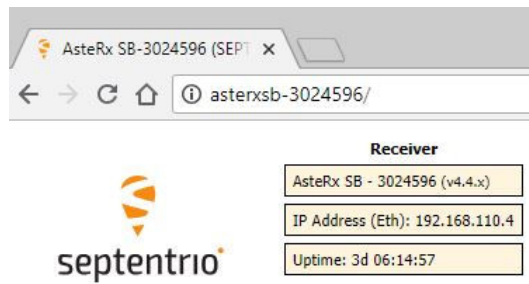 AsteRx SB-3024596 (SEPT
asterxsb-3024596/
Receiver
AsteRx SB - 3024596 (v4.4.x)
IP Address (Eth): 192.168.110.4
Uptime: 3d 06:14:57
septentrio